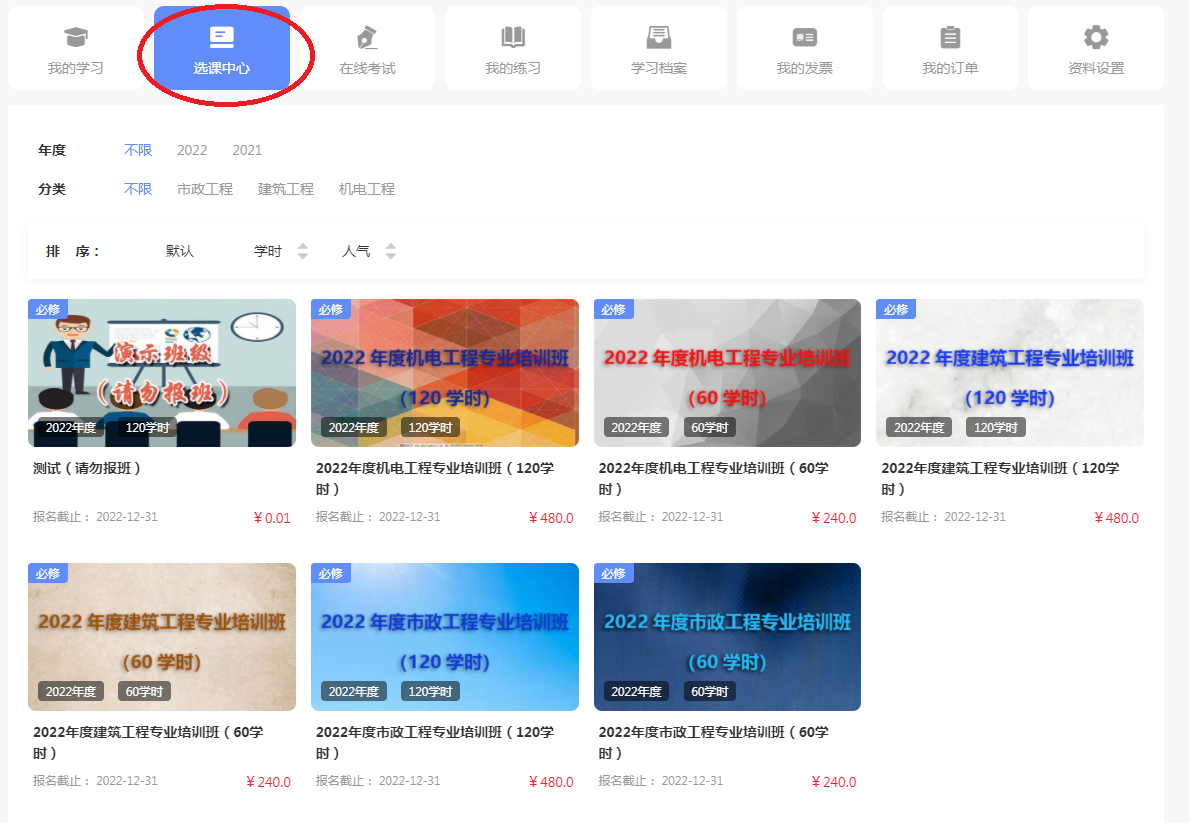 我的学习
选课中心
在线考试
我的练习
学习档案
我的发票
我的订单
资料设置
年度 不限 2022 2021
分类 不限 市政工程 建筑工程 机电工程
排 序： 默认 学时 人气
必修
演示班级
（请勿报班）
2022年度 120学时
测试（请勿报班）
报名截止： 2022-12-31 ￥0.01
必修
2022 年度机电工程专业培训班
（120 学时）
2022年度 120学时
2022年度机电工程专业培训班（120学
时）
报名截止： 2022-12-31 ￥480.0
必修
2022 年度机电工程专业培训班
（60 学时）
2022年度 60学时
2022年度机电工程专业培训班（60学
时）
报名截止： 2022-12-31 ￥240.0
必修
2022 年度建筑工程专业培训班
（120 学时）
2022年度 120学时
2022年度建筑工程专业培训班（120学
时）
报名截止： 2022-12-31 ￥480.0
必修
2022 年度建筑工程专业培训班
（60 学时）
2022年度 60学时
2022年度建筑工程专业培训班（60学
时）
报名截止： 2022-12-31 ￥240.0
必修
2022 年度市政工程专业培训班
（120 学时）
2022年度 120学时
2022年度市政工程专业培训班（120学
时）
报名截止： 2022-12-31 ￥480.0
必修
2022 年度市政工程专业培训班
（60 学时）
2022年度 60学时
2022年度市政工程专业培训班（60学
时）
报名截止： 2022-12-31 ￥240.0